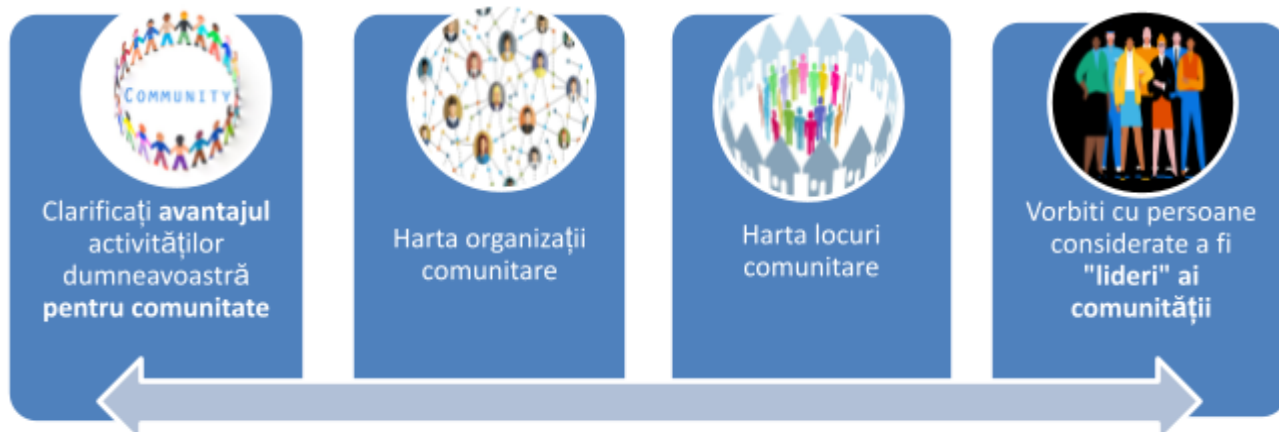 COMMUNITY
Clarificați avantajul
activităților
dumneavoastră
pentru comunitate
Harta organizații
comunitare
Harta locuri
comunitare
Vorbiti cu persoane
considerate a fi
"lideri" ai
comunității